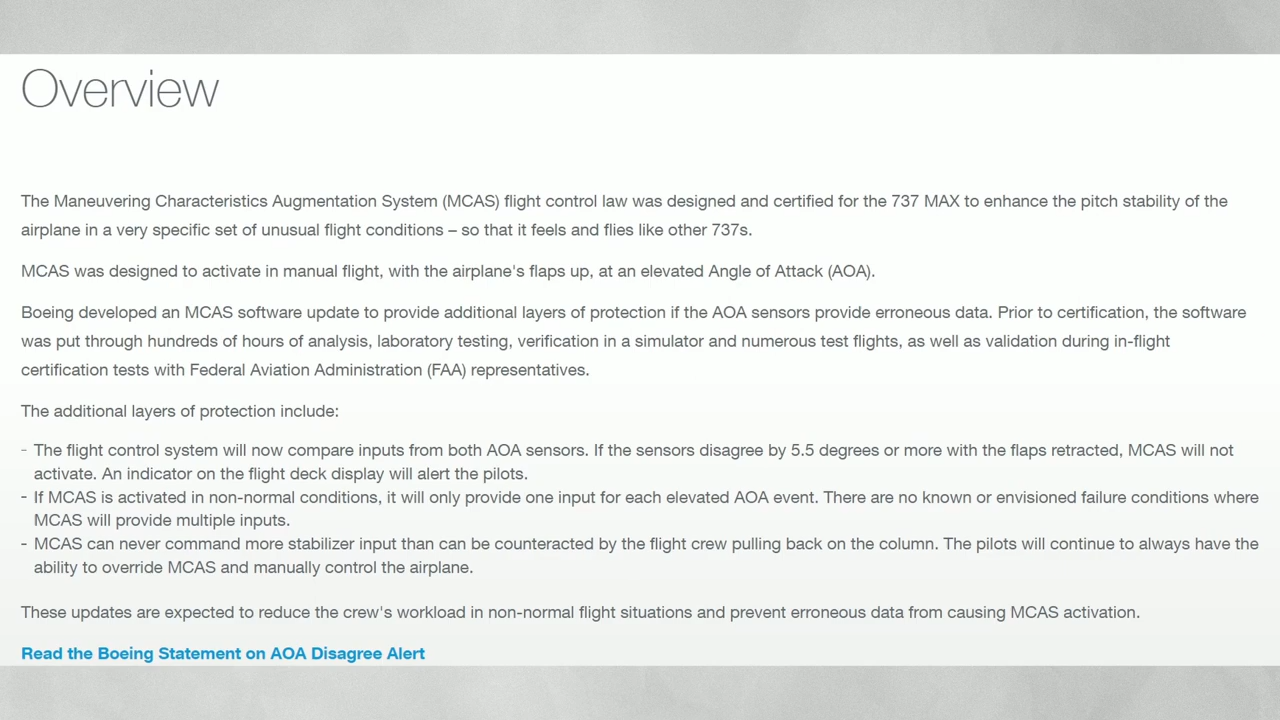 Overview
The Maneuvering Characteristics Augmentation System (MCAS) flight control law was designed and certified for the 737 MAX to enhance the pitch stability of the
airplane in a very specific set of unusual flight conditions – so that it feels and flies like other 737s.
MCAS was designed to activate in manual flight, with the airplane's flaps up, at an elevated Angle of Attack (AOA).
Boeing developed an MCAS software update to provide additional layers of protection if the AOA sensors provide erroneous data. Prior to certification, the software
was put through hundreds of hours of analysis, laboratory testing, verification in a simulator and numerous test flights, as well as validation during in-flight
certification tests with Federal Aviation Administration (FAA) representatives.
The additional layers of protection include:
- The flight control system will now compare inputs from both AOA sensors. If the sensors disagree by 5.5 degrees or more with the flaps retracted, MCAS will not
activate. An indicator on the flight deck display will alert the pilots.
- If MCAS is activated in non-normal conditions, it will only provide one input for each elevated AOA event. There are no known or envisioned failure conditions where
MCAS will provide multiple inputs.
- MCAS can never command more stabilizer input than can be counteracted by the flight crew pulling back on the column. The pilots will continue to always have the
ability to override MCAS and manually control the airplane.
These updates are expected to reduce the crew's workload in non-normal flight situations and prevent erroneous data from causing MCAS activation.
Read the Boeing Statement on AOA Disagree Alert